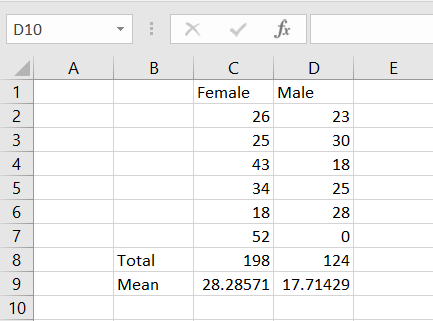 D10 fx
A B C D E
1 Female Male
2 26 23
3 25 30
4 43 18
5 34 25
6 18 28
7 52 0
8 Total 198 124
9 Mean 28.28571 17.71429
10